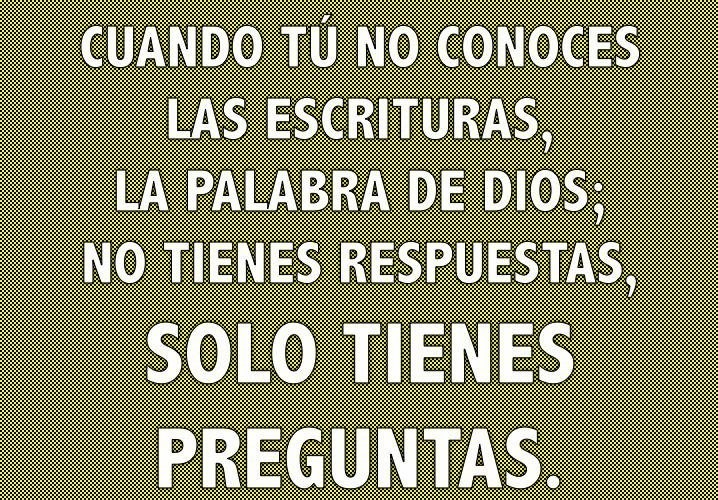 CUANDO TÚ NO CONOCES
LAS ESCRITURAS,
LA PALABRA DE DIOS;
NO TIENES RESPUESTAS,
SOLO TIENES
PREGUNTAS.